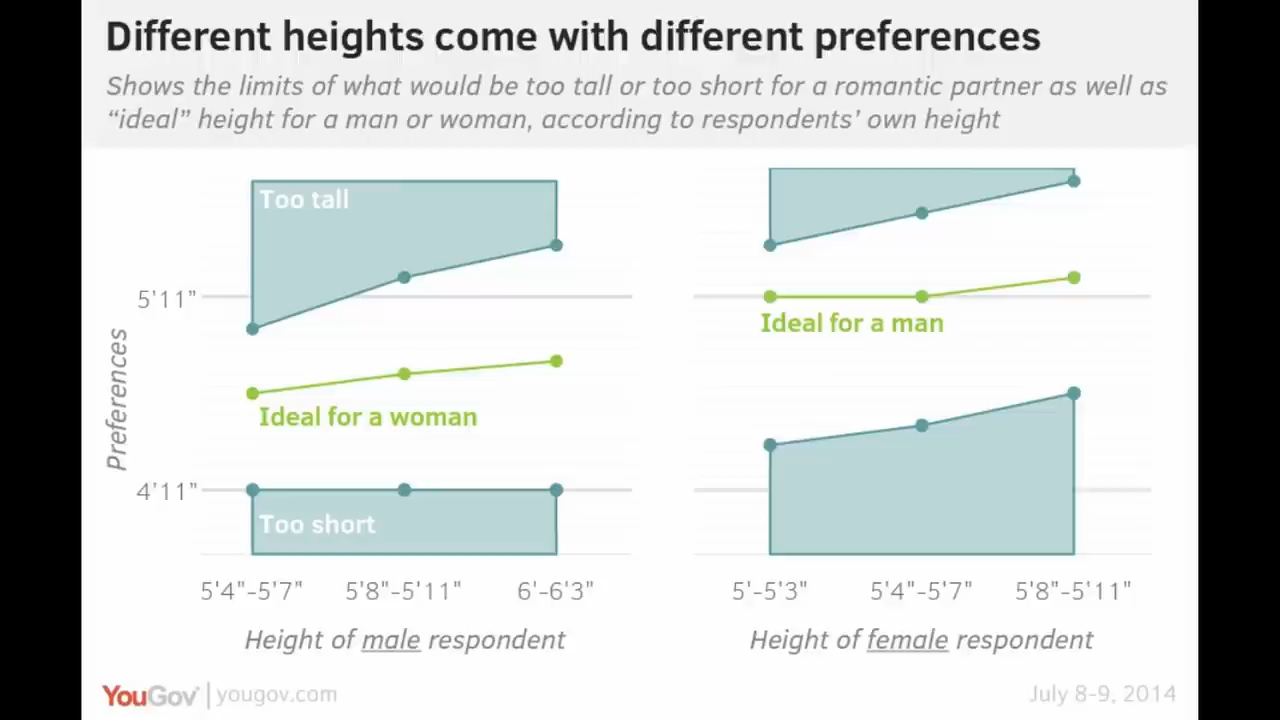 Different heights come with different preferences
Shows the limits of what would be too tall or too short for a romantic partner as well as
“ideal” height for a man or woman, according to respondents’ own height
Too tall
5'11"
Ideal for a man
Preferences
Ideal for a woman
4'11"
Too short
5'4"-5'7" 5'8"-5'11" 6'-6'3" 5'-5'3" 5'4"-5'7" 5'8"-5'11"
Height of male respondent Height of female respondent
YouGov | yougov.com July 8-9, 2014